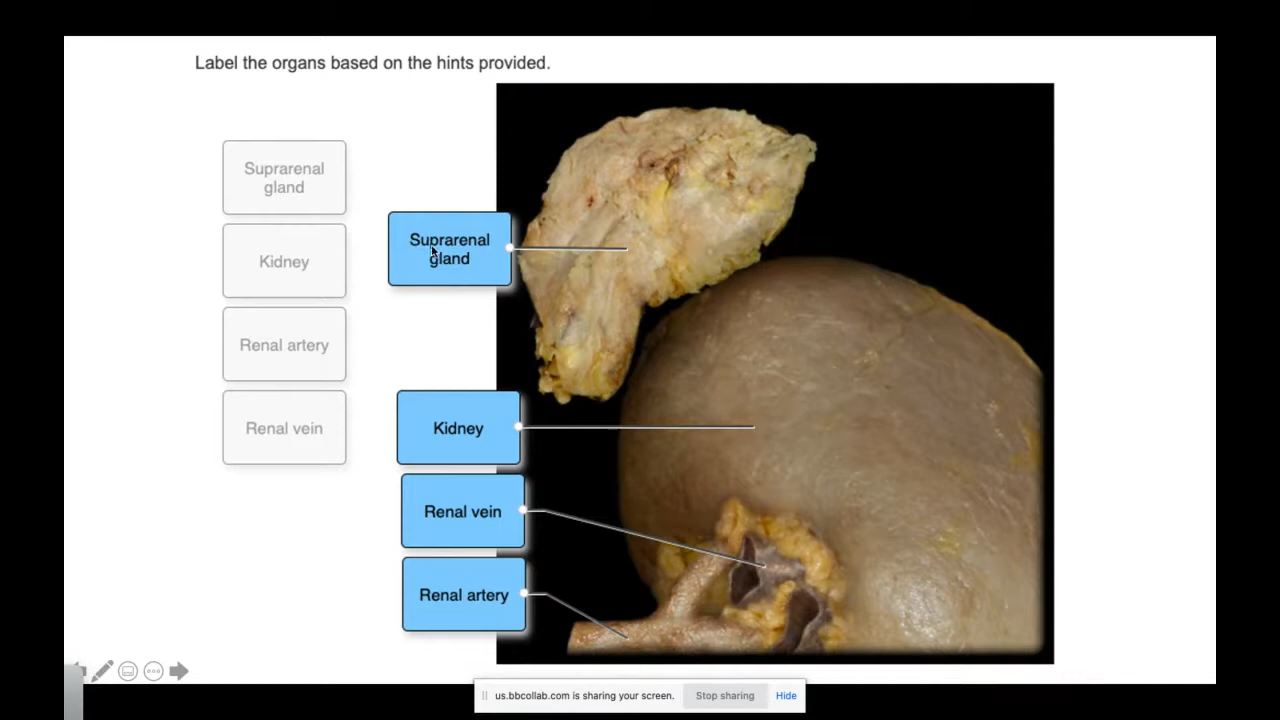 Label the organs based on the hints provided.
Suprarenal
gland
Kidney
Renal artery
Renal vein
Suprarenal
gland
Kidney
Renal vein
Renal artery
us.bbcollab.com is sharing your screen.
Stop sharing
Hide